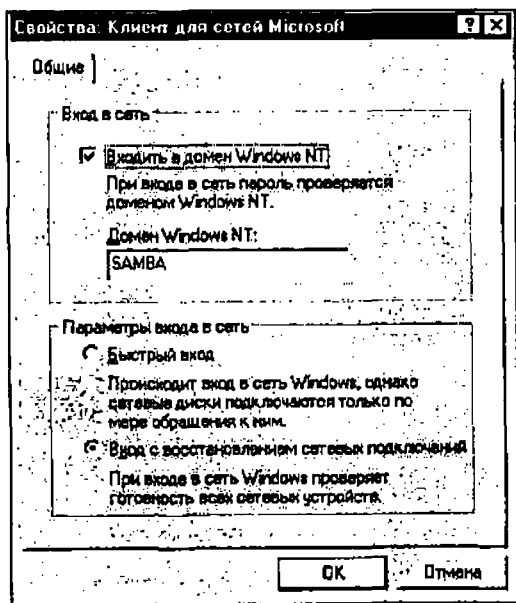 Свойства: Клиент для сетей Microsoft
Общие
Вход в сеть
Входить в домен Windows NT
При входе в сеть пароль проверяется
доменом Windows NT.
Домен Windows NT:
SAMBA
Параметры входа в сеть
Быстрый вход
Происходит вход в сеть Windows, однако
сетевые диски подключаются только по
мере обращения к ним.
Вход с восстановлением сетевых подключений
При входе в сеть Windows проверяет
готовность всех сетевых устройств.
OK
Отмена